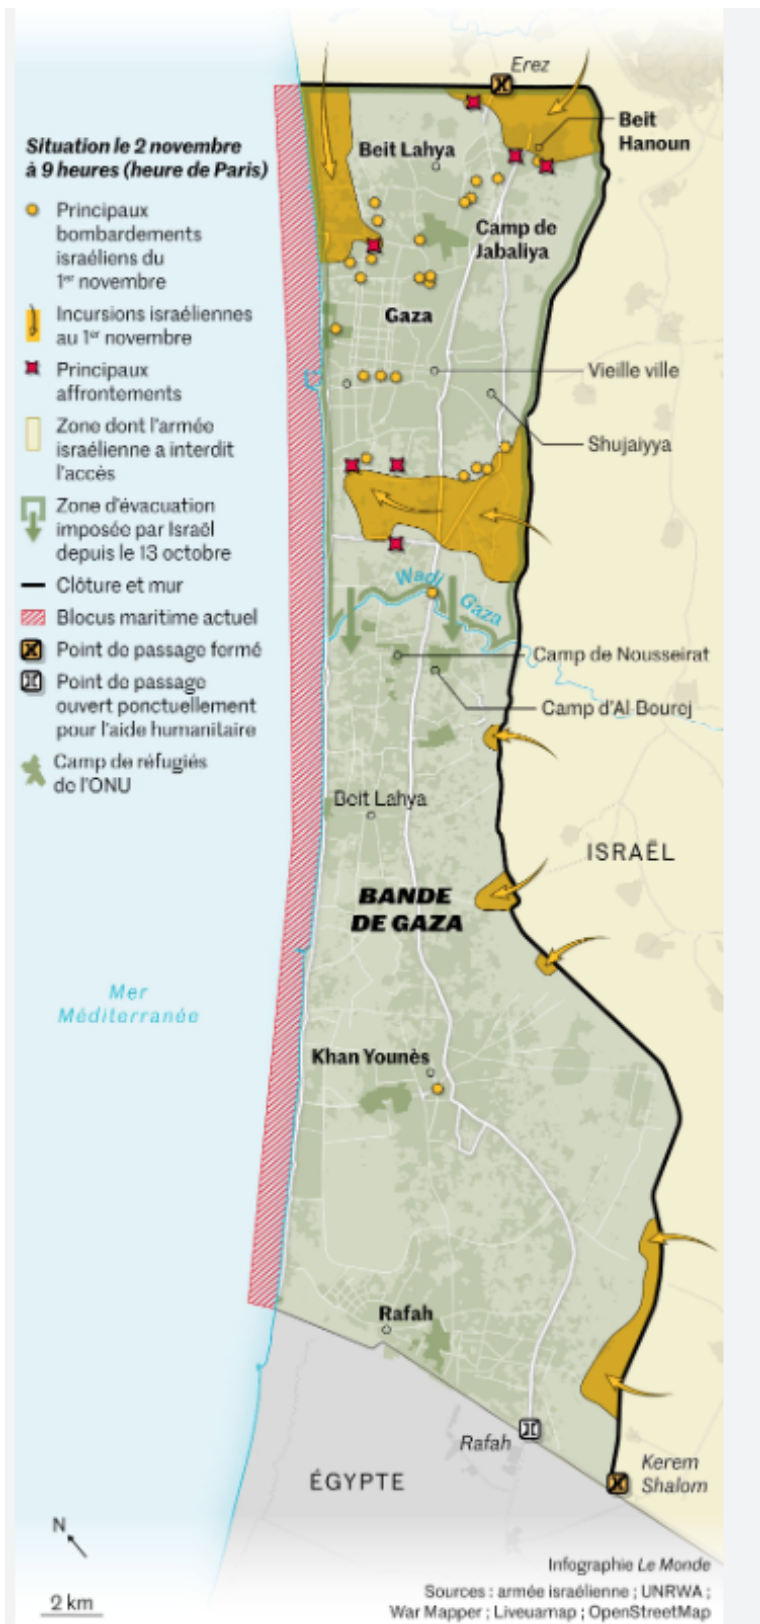 Erez
Situation le 2 novembre
à 9 heures (heure de Paris)
Principaux
bombardements
israéliens du
1er novembre
Incursions israéliennes
au 1er novembre
Principaux
affrontements
Zone dont l'armée
israélienne a interdit
l'accès
Zone d'évacuation
imposée par Israël
depuis le 13 octobre
Clôture et mur
Blocus maritime actuel
Point de passage fermé
Point de passage
ouvert ponctuellement
pour l'aide humanitaire
Camp de réfugiés
de l'ONU
Beit
Hanoun
Beit Lahya
Camp de
Jabaliya
Gaza
Vieille ville
Shujaiyya
Wadi Gaza
Camp de Nousseirat
Camp d'Al Bourej
Beit Lahya
ISRAËL
BANDE
DE GAZA
Mer
Méditerranée
Khan Younès
Rafah
Rafah
Kerem
Shalom
ÉGYPTE
N
2 km
Infographie Le Monde
Sources : armée israélienne ; UNRWA ;
War Mapper ; Liveuamap ; OpenStreetMap